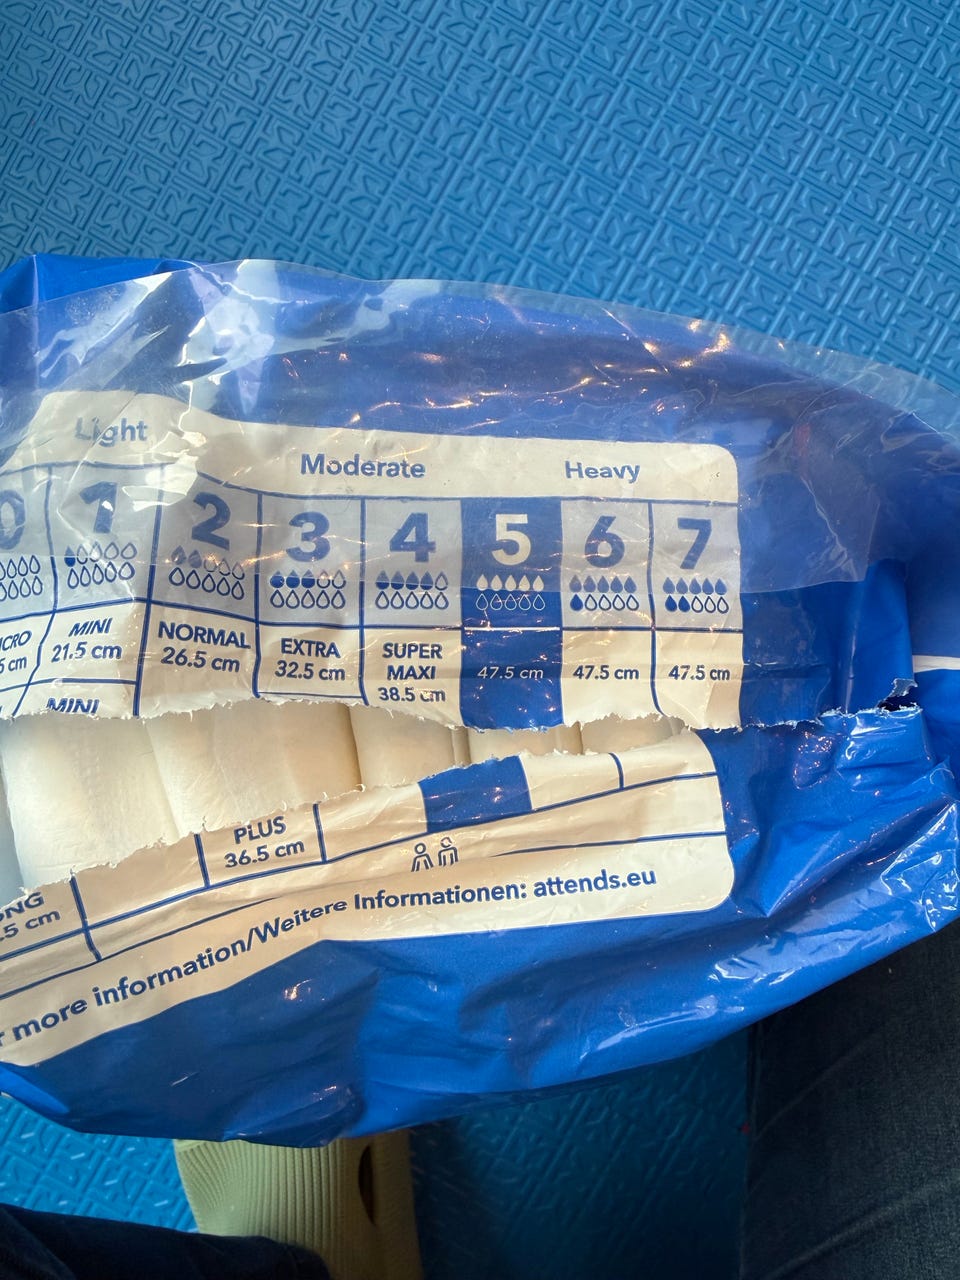 Light Moderate Heavy
0 1 2 3 4 5 6 7
MINI NORMAL EXTRA SUPER
21.5 cm 26.5 cm 32.5 cm MAXI 47.5 cm 47.5 cm 47.5 cm
38.5 cm
MINI
PLUS
36.5 cm
more information/Weitere Informationen: attends.eu